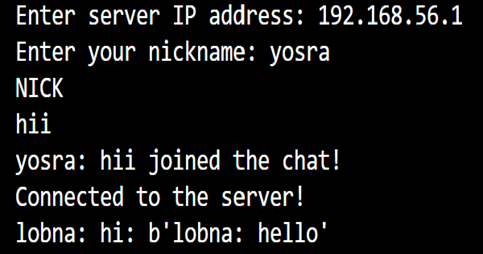 Enter server IP address: 192.168.56.1
Enter your nickname: yosra
NICK
hii
yosra: hii joined the chat!
Connected to the server!
lobna: hi: b'lobna: hello'